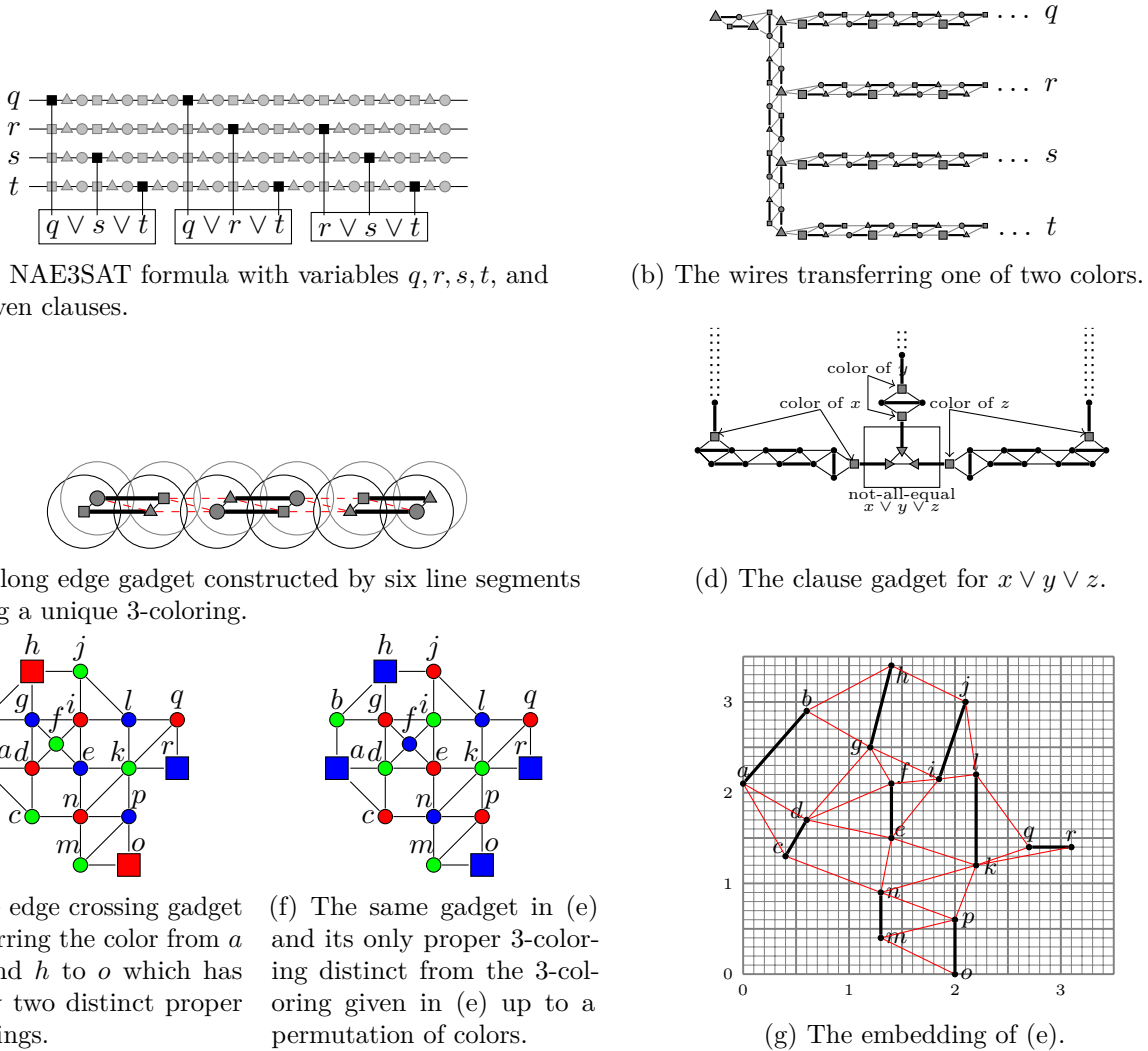 q
r
s
t
q ∨ s ∨ t
q ∨ r ∨ t
r ∨ s ∨ t
NAE3SAT formula with variables q, r, s, t, and
ven clauses.
... q
... r
... s
... t
(b) The wires transferring one of two colors.
long edge gadget constructed by six line segments
g a unique 3-coloring.
color of y
color of x
color of z
not-all-equal
x ∨ y ∨ z
(d) The clause gadget for x ∨ y ∨ z.
h
j
g
i
l
q
f
a
d
e
k
r
c
n
p
m
o
edge crossing gadget
rring the color from a
nd h to o which has
two distinct proper
ings.
h
j
b
g
i
l
q
f
a
d
e
k
r
c
n
p
m
o
(f) The same gadget in (e)
and its only proper 3-color-
ing distinct from the 3-col-
oring given in (e) up to a
permutation of colors.
h
b
j
3
g
a
f
i
l
2
d
e
c
q
r
k
1
n
p
m
0
o
0
1
2
3
(g) The embedding of (e).